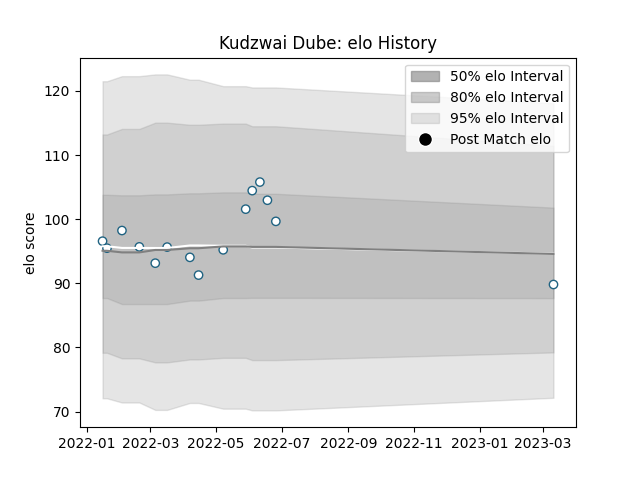 Kudzwai Dube: elo History
50% elo Interval
80% elo Interval
95% elo Interval
Post Match elo
elo score
120
110
100
90
80
70
2022-01 2022-03 2022-05 2022-07 2022-09 2022-11 2023-01 2023-03